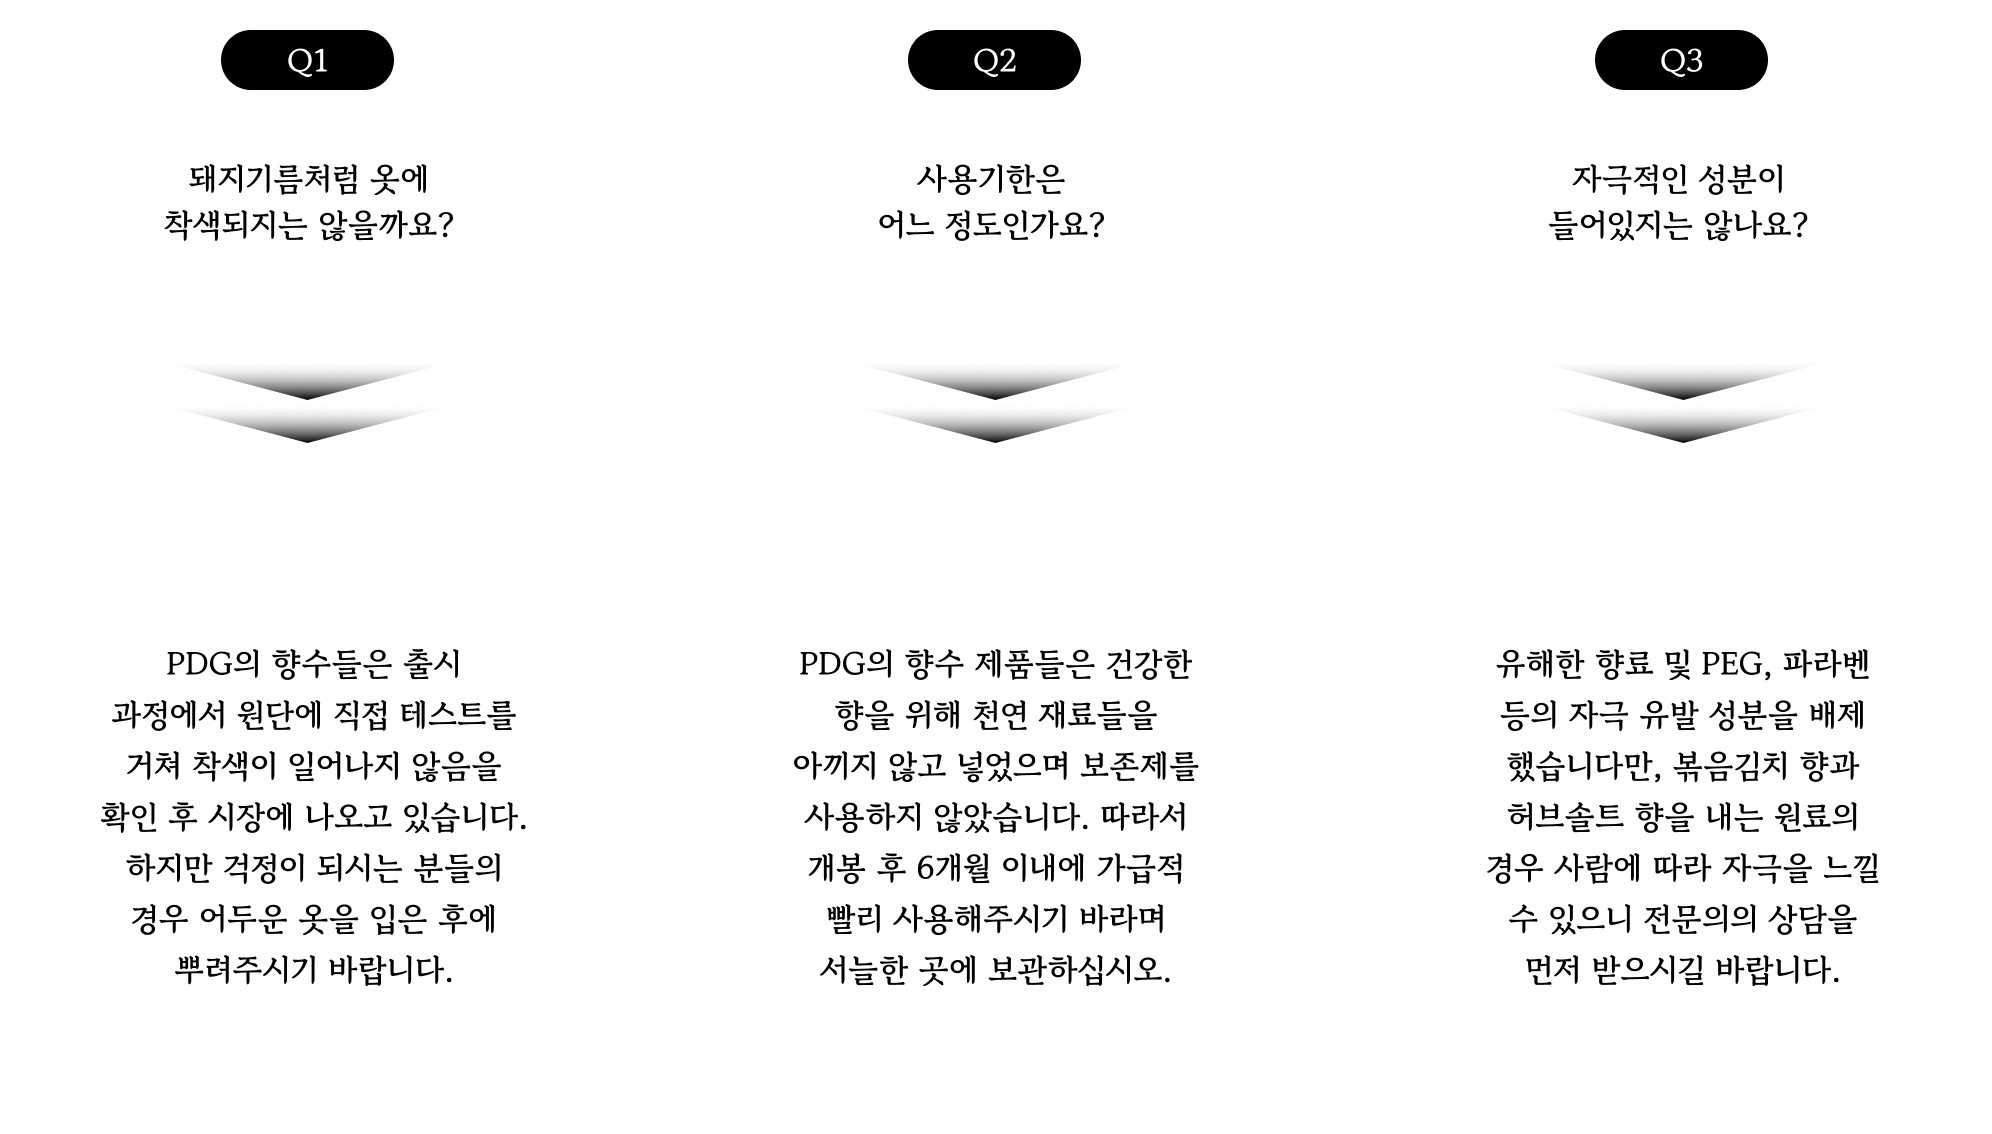 Q1
돼지기름처럼 옷에
착색되지는 않을까요?
PDG의 향수들은 출시
과정에서 원단에 직접 테스트를
거쳐 착색이 일어나지 않음을
확인 후 시장에 나오고 있습니다.
하지만 걱정이 되시는 분들의
경우 어두운 옷을 입은 후에
뿌려주시기 바랍니다.
Q2
사용기한은
어느 정도인가요?
PDG의 향수 제품들은 건강한
향을 위해 천연 재료들을
아끼지 않고 넣었으며 보존제를
사용하지 않았습니다. 따라서
개봉 후 6개월 이내에 가급적
빨리 사용해주시기 바라며
서늘한 곳에 보관하십시오.
Q3
자극적인 성분이
들어있지는 않나요?
유해한 향료 및 PEG, 파라벤
등의 자극 유발 성분을 배제
했습니다만, 볶음김치 향과
허브솔트 향을 내는 원료의
경우 사람에 따라 자극을 느낄
수 있으니 전문의의 상담을
먼저 받으시길 바랍니다.